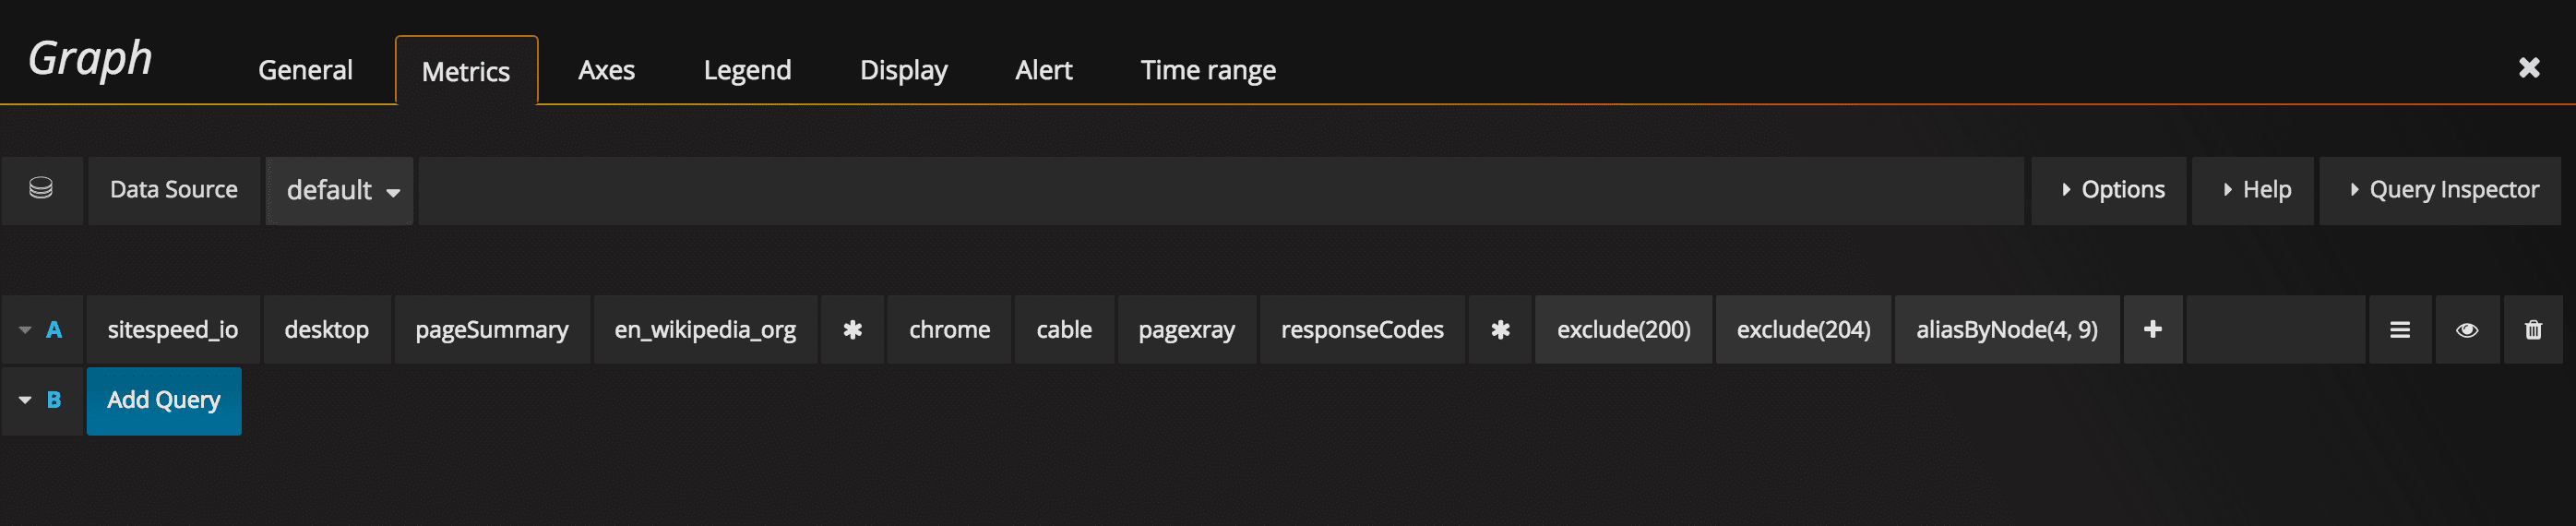 Graph General Metrics Axes Legend Display Alert Time range
Data Source default Options Help Query Inspector
A sitespeed_io desktop pageSummary en_wikipedia_org * chrome cable pagexray responseCodes * exclude(200) exclude(204) aliasByNode(4, 9) +
B Add Query